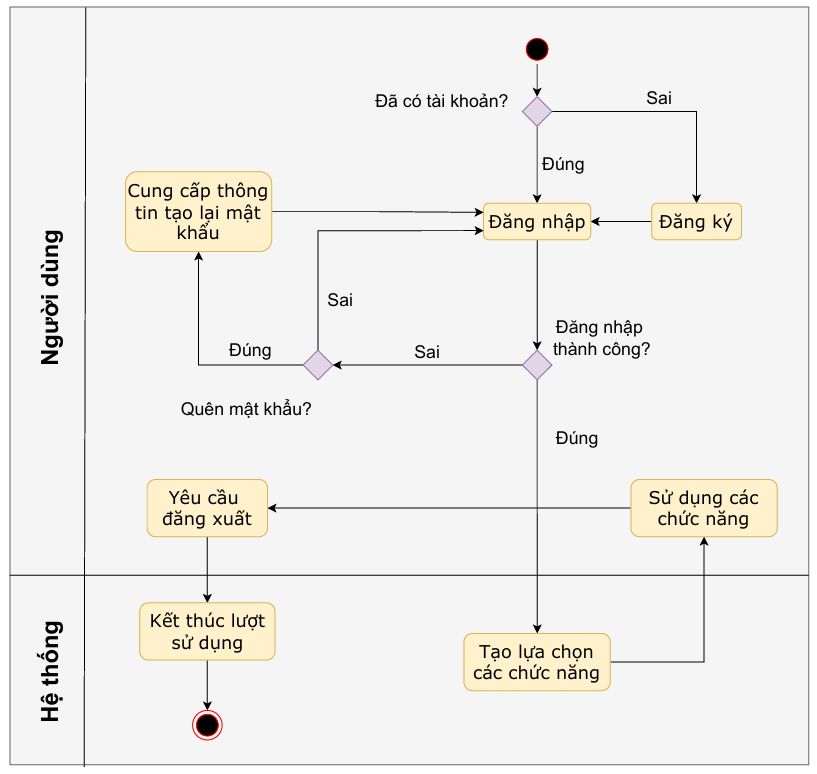 Người dùng
Đã có tài khoản?
Sai
Đúng
Cung cấp thông
tin tạo lại mật
khẩu
Đăng nhập
Đăng ký
Sai
Đăng nhập
thành công?
Đúng
Sai
Quên mật khẩu?
Đúng
Yêu cầu
đăng xuất
Sử dụng các
chức năng
Hệ thống
Kết thúc lượt
sử dụng
Tạo lựa chọn
các chức năng